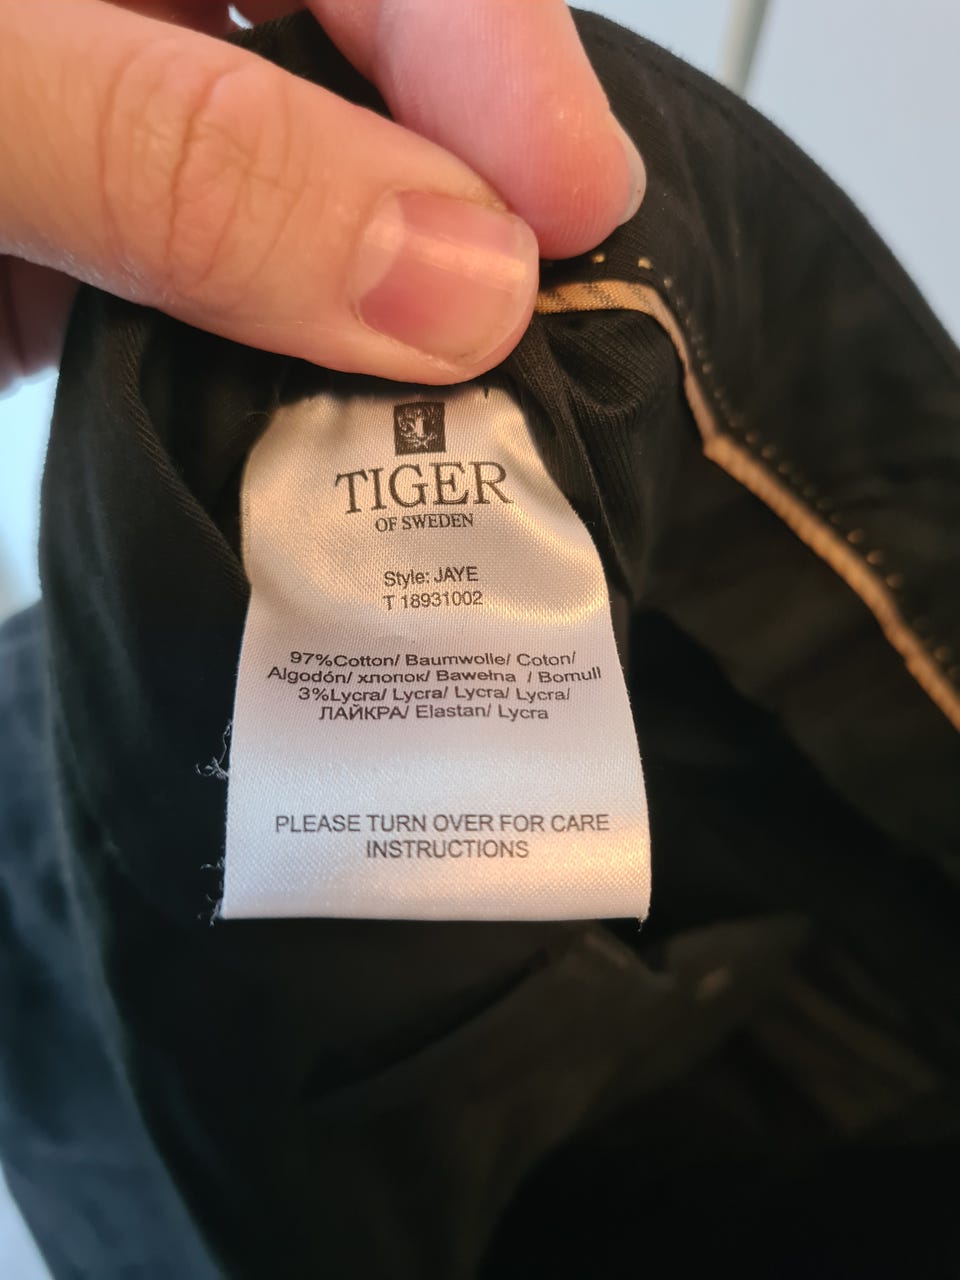 TIGER
OF SWEDEN
Style: JAYE
T 18931002
97%Cotton/ Baumwolle/ Coton/
Algodón/ хлопок/ Bawełna / Bomull
3%Lycra/ Lycra/ Lycra/ Lycra/
ЛАЙКРА/ Elastan/ Lycra
PLEASE TURN OVER FOR CARE
INSTRUCTIONS